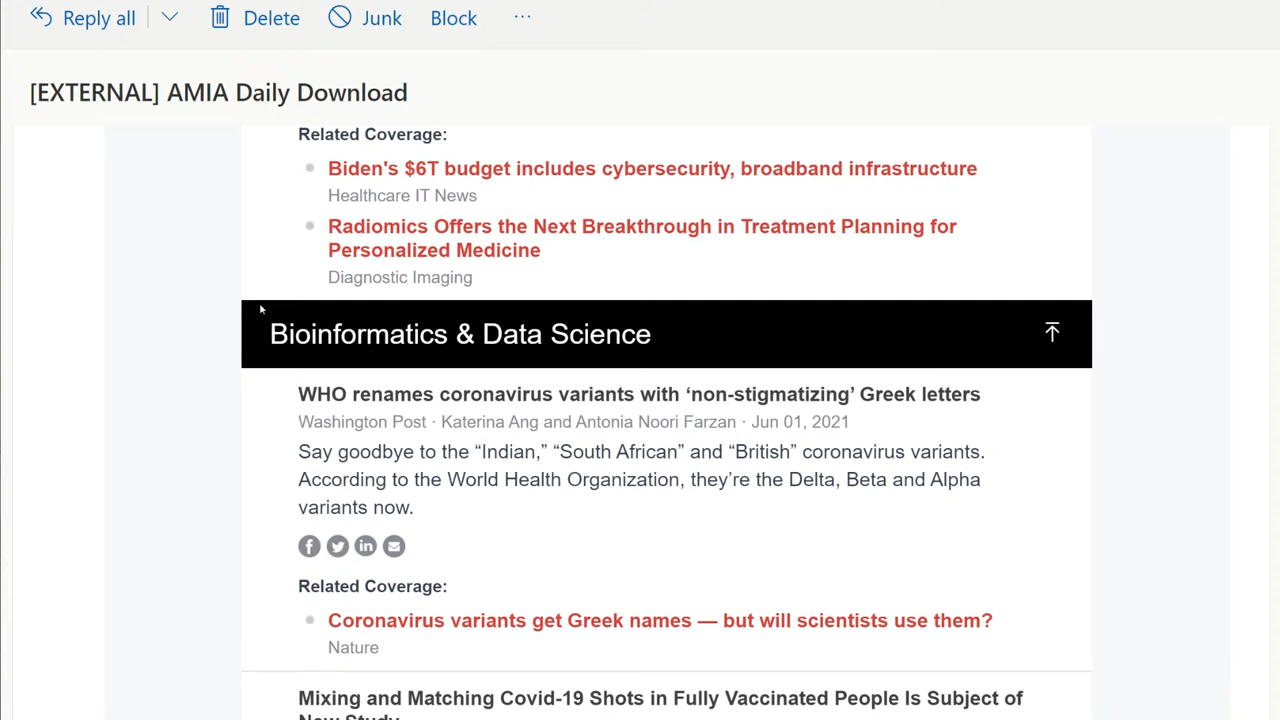 Reply all
Delete
Junk
Block
[EXTERNAL] AMIA Daily Download
Related Coverage:
Biden's $6T budget includes cybersecurity, broadband infrastructure
Healthcare IT News
Radiomics Offers the Next Breakthrough in Treatment Planning for
Personalized Medicine
Diagnostic Imaging
Bioinformatics & Data Science
WHO renames coronavirus variants with ‘non-stigmatizing’ Greek letters
Washington Post · Katerina Ang and Antonia Noori Farzan · Jun 01, 2021
Say goodbye to the “Indian,” “South African” and “British” coronavirus variants.
According to the World Health Organization, they’re the Delta, Beta and Alpha
variants now.
Related Coverage:
Coronavirus variants get Greek names — but will scientists use them?
Nature
Mixing and Matching Covid-19 Shots in Fully Vaccinated People Is Subject of
New Study